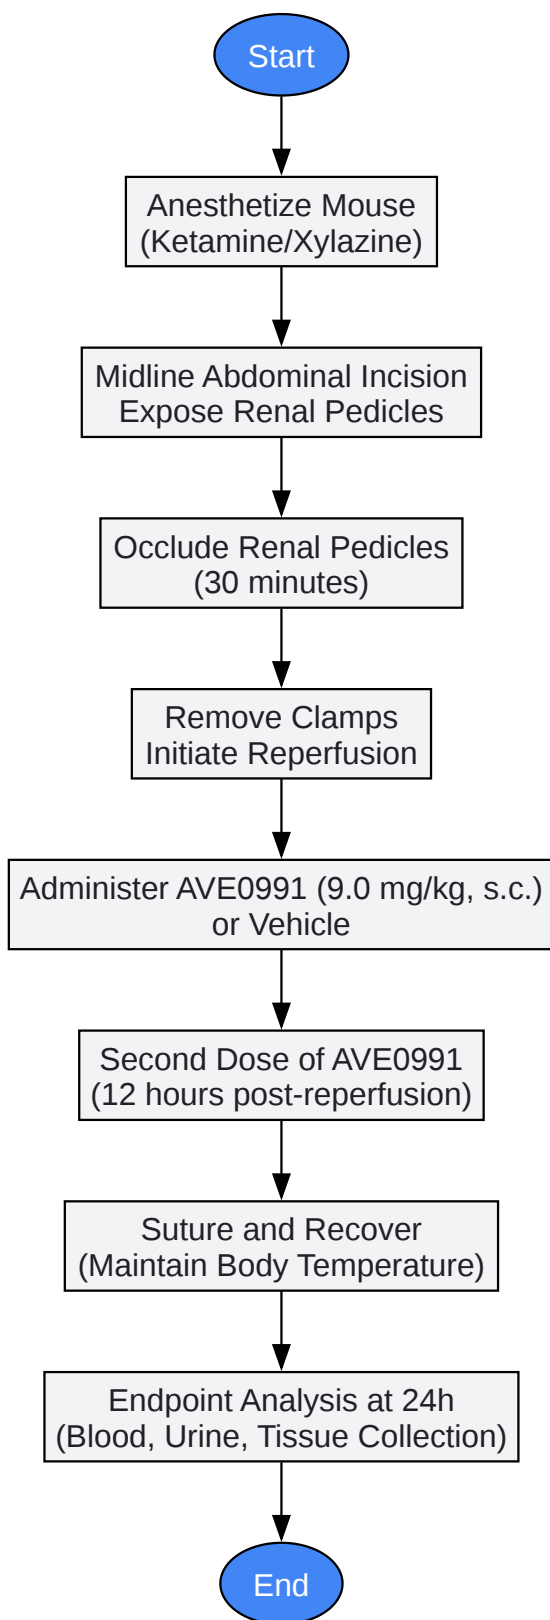 Start
Anesthetize Mouse
(Ketamine/Xylazine)
Midline Abdominal Incision
Expose Renal Pedicles
Occlude Renal Pedicles
(30 minutes)
Remove Clamps
Initiate Reperfusion
Administer AVE0991 (9.0 mg/kg, s.c.)
or Vehicle
Second Dose of AVE0991
(12 hours post-reperfusion)
Suture and Recover
(Maintain Body Temperature)
Endpoint Analysis at 24h
(Blood, Urine, Tissue Collection)
End